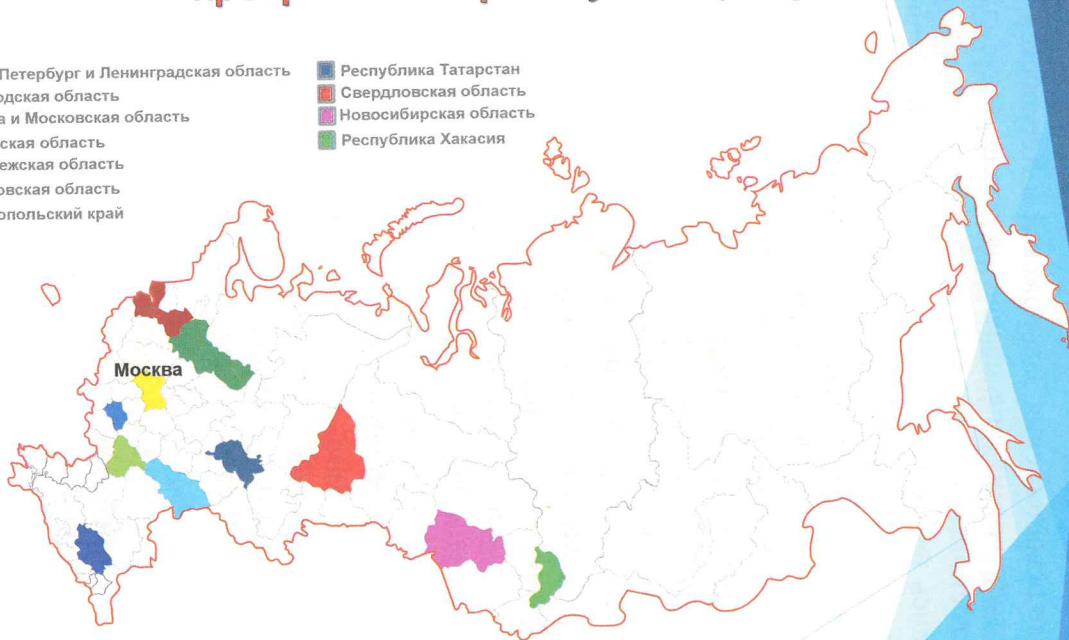 Петербург и Ленинградская область
одская область
а и Московская область
ская область
ежская область
овская область
опольский край
Республика Татарстан
Свердловская область
Новосибирская область
Республика Хакасия
Москва